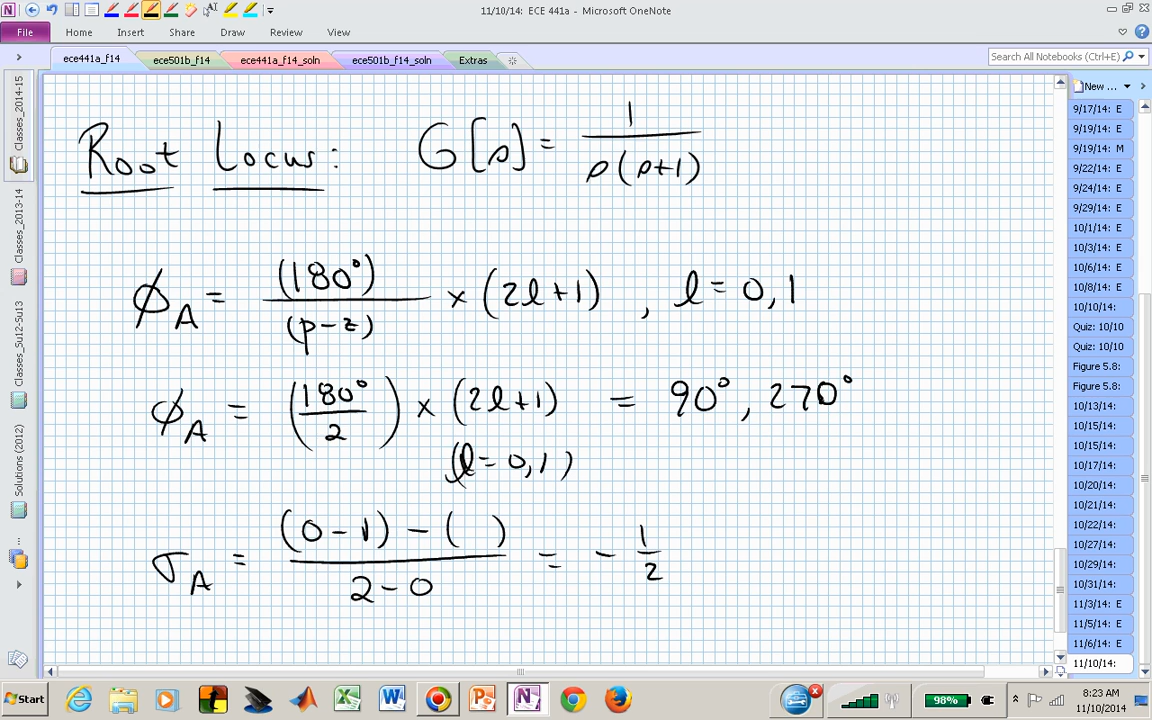 11/10/14: ECE 441a - Microsoft OneNote
File Home Insert Share Draw Review View
ece441a_f14 ece501b_f14 ece441a_f14_soln ece501b_f14_soln Extras
Search All Notebooks (Ctrl+E)
New ...
Classes_2014-15
Classes_2013-14
Classes_Su12-Su13
Solutions (2012)
Root Locus: G[s] = 1 / s(s+1)
ϕ_A = (180°) / (p-z) × (2l+1), l = 0,1
ϕ_A = (180° / 2) × (2l+1) = 90°, 270°
(l = 0,1)
σ_A = (0-1) - ( ) / 2-0 = - 1/2
9/17/14: E
9/19/14: E
9/19/14: M
9/22/14: E
9/24/14: E
9/29/14: E
10/1/14: E
10/3/14: E
10/6/14: E
10/8/14: E
10/10/14:
Quiz: 10/10
Quiz: 10/10
Figure 5.8:
Figure 5.8:
10/13/14:
10/15/14:
10/15/14:
10/17/14:
10/20/14:
10/21/14:
10/22/14:
10/27/14:
10/29/14:
10/31/14:
11/3/14: E
11/5/14: E
11/6/14: E
11/10/14:
Start
98%
8:23 AM
11/10/2014